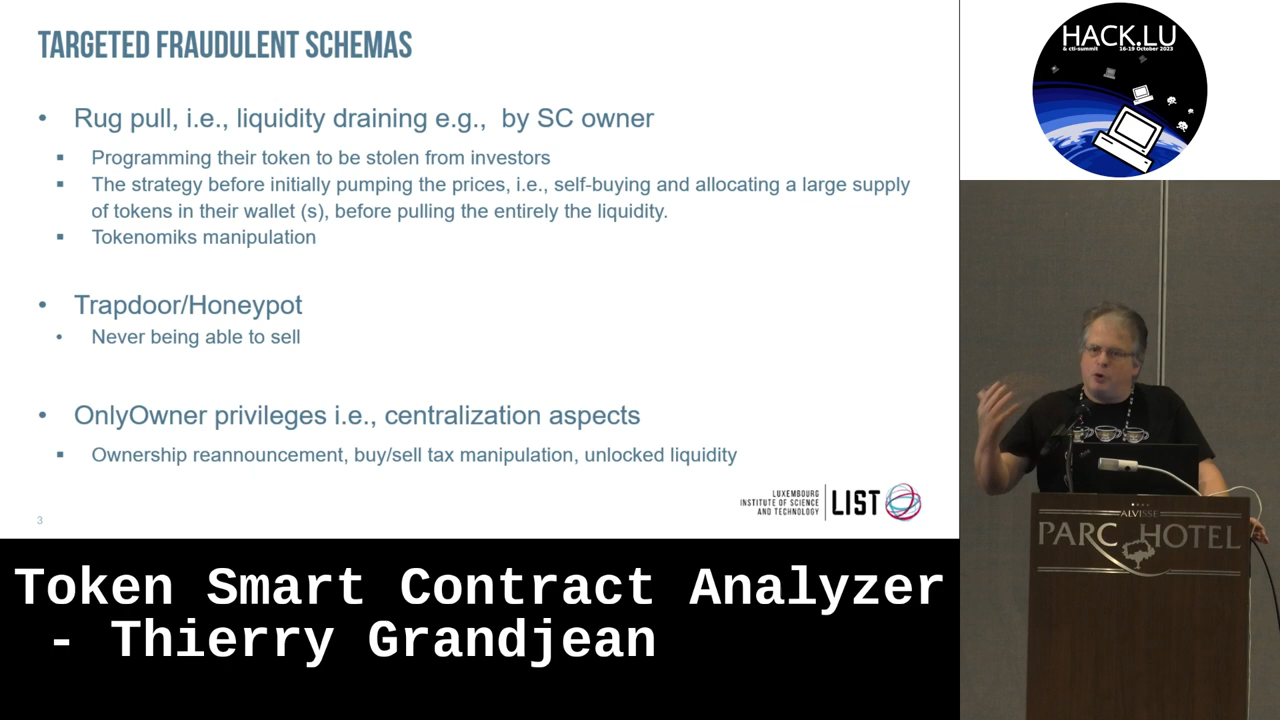 TARGETED FRAUDULENT SCHEMAS
• Rug pull, i.e., liquidity draining e.g., by SC owner
▪ Programming their token to be stolen from investors
▪ The strategy before initially pumping the prices, i.e., self-buying and allocating a large supply
of tokens in their wallet (s), before pulling the entirely the liquidity.
▪ Tokenomiks manipulation
• Trapdoor/Honeypot
• Never being able to sell
• OnlyOwner privileges i.e., centralization aspects
▪ Ownership reannouncement, buy/sell tax manipulation, unlocked liquidity
LUXEMBOURG
INSTITUTE OF SCIENCE
AND TECHNOLOGY
LIST
3
HACK.LU
& cti-summit 16-19 October 2023
ALVISSE
PARC HOTEL
Token Smart Contract Analyzer
- Thierry Grandjean